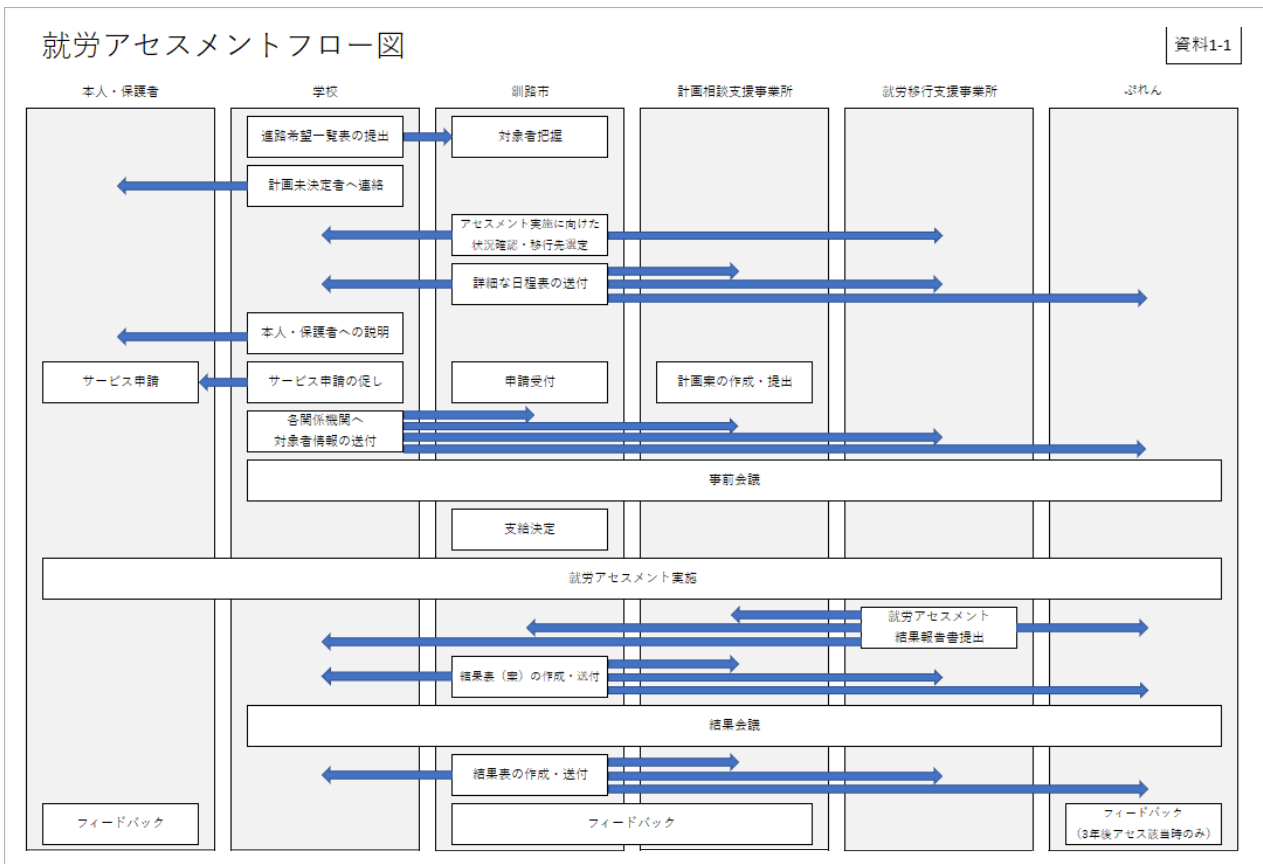 就労アセスメントフロー図
資料1-1
本人・保護者
学校
釧路市
計画相談支援事業所
就労移行支援事業所
ぷれん
進路希望一覧表の提出
対象者把握
計画未決定者へ連絡
アセスメント実施に向けた
状況確認・移行先選定
詳細な日程表の送付
本人・保護者への説明
サービス申請
サービス申請の促し
申請受付
計画案の作成・提出
各関係機関へ
対象者情報の送付
事前会議
支給決定
就労アセスメント実施
就労アセスメント
結果報告書提出
結果表（案）の作成・送付
結果会議
結果表の作成・送付
フィードバック
フィードバック
フィードバック
(3年後アセス該当時のみ)